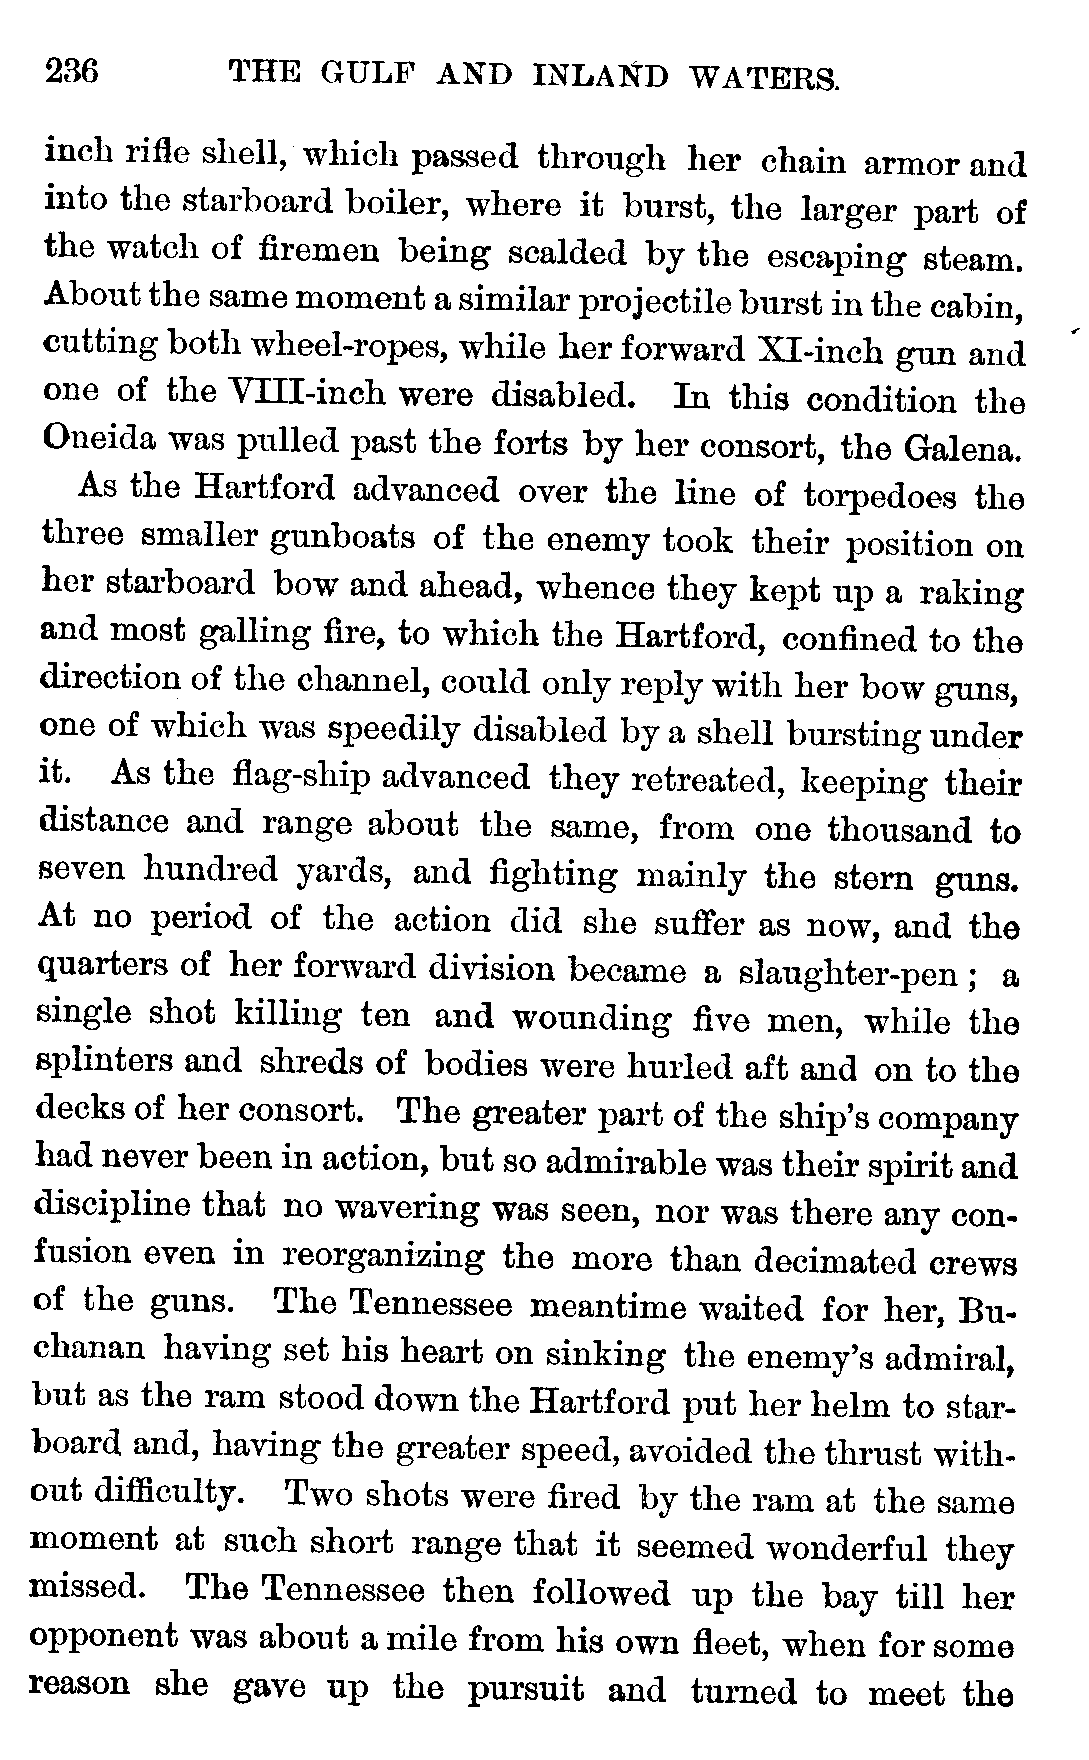 236 THE GULF AND INLAND WATERS.
inch rifle shell, which passed through her chain armor and
into the starboard boiler, where it burst, the larger part of
the watch of firemen being scalded by the escaping steam.
About the same moment a similar projectile burst in the cabin,
cutting both wheel-ropes, while her forward XI-inch gun and
one of the VIII-inch were disabled. In this condition the
Oneida was pulled past the forts by her consort, the Galena.
As the Hartford advanced over the line of torpedoes the
three smaller gunboats of the enemy took their position on
her starboard bow and ahead, whence they kept up a raking
and most galling fire, to which the Hartford, confined to the
direction of the channel, could only reply with her bow guns,
one of which was speedily disabled by a shell bursting under
it. As the flag-ship advanced they retreated, keeping their
distance and range about the same, from one thousand to
seven hundred yards, and fighting mainly the stern guns.
At no period of the action did she suffer as now, and the
quarters of her forward division became a slaughter-pen; a
single shot killing ten and wounding five men, while the
splinters and shreds of bodies were hurled aft and on to the
decks of her consort. The greater part of the ship's company
had never been in action, but so admirable was their spirit and
discipline that no wavering was seen, nor was there any con-
fusion even in reorganizing the more than decimated crews
of the guns. The Tennessee meantime waited for her, Bu-
chanan having set his heart on sinking the enemy's admiral,
but as the ram stood down the Hartford put her helm to star-
board and, having the greater speed, avoided the thrust with-
out difficulty. Two shots were fired by the ram at the same
moment at such short range that it seemed wonderful they
missed. The Tennessee then followed up the bay till her
opponent was about a mile from his own fleet, when for some
reason she gave up the pursuit and turned to meet the